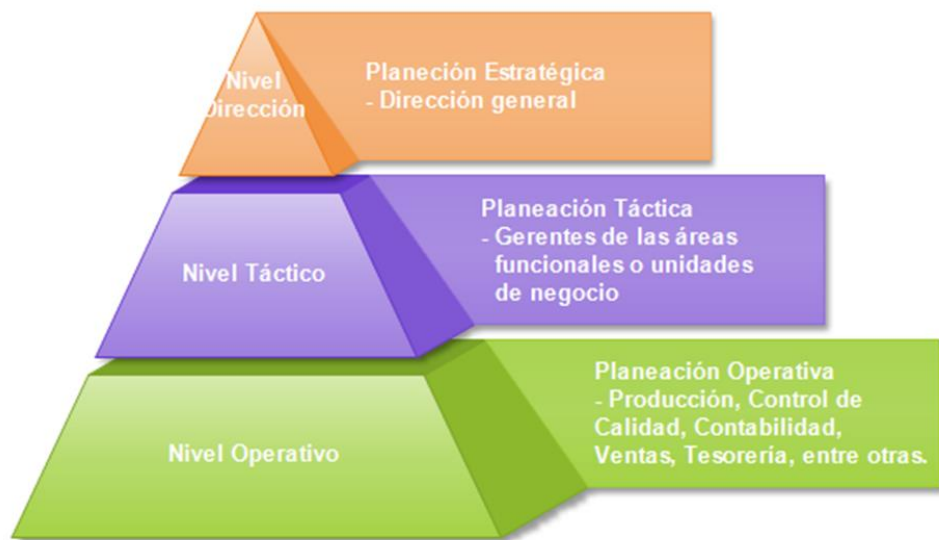 Nivel
Dirección
Planeción Estratégica
- Dirección general
Nivel Táctico
Planeación Táctica
- Gerentes de las áreas
funcionales o unidades
de negocio
Nivel Operativo
Planeación Operativa
- Producción, Control de
Calidad, Contabilidad,
Ventas, Tesorería, entre otras.